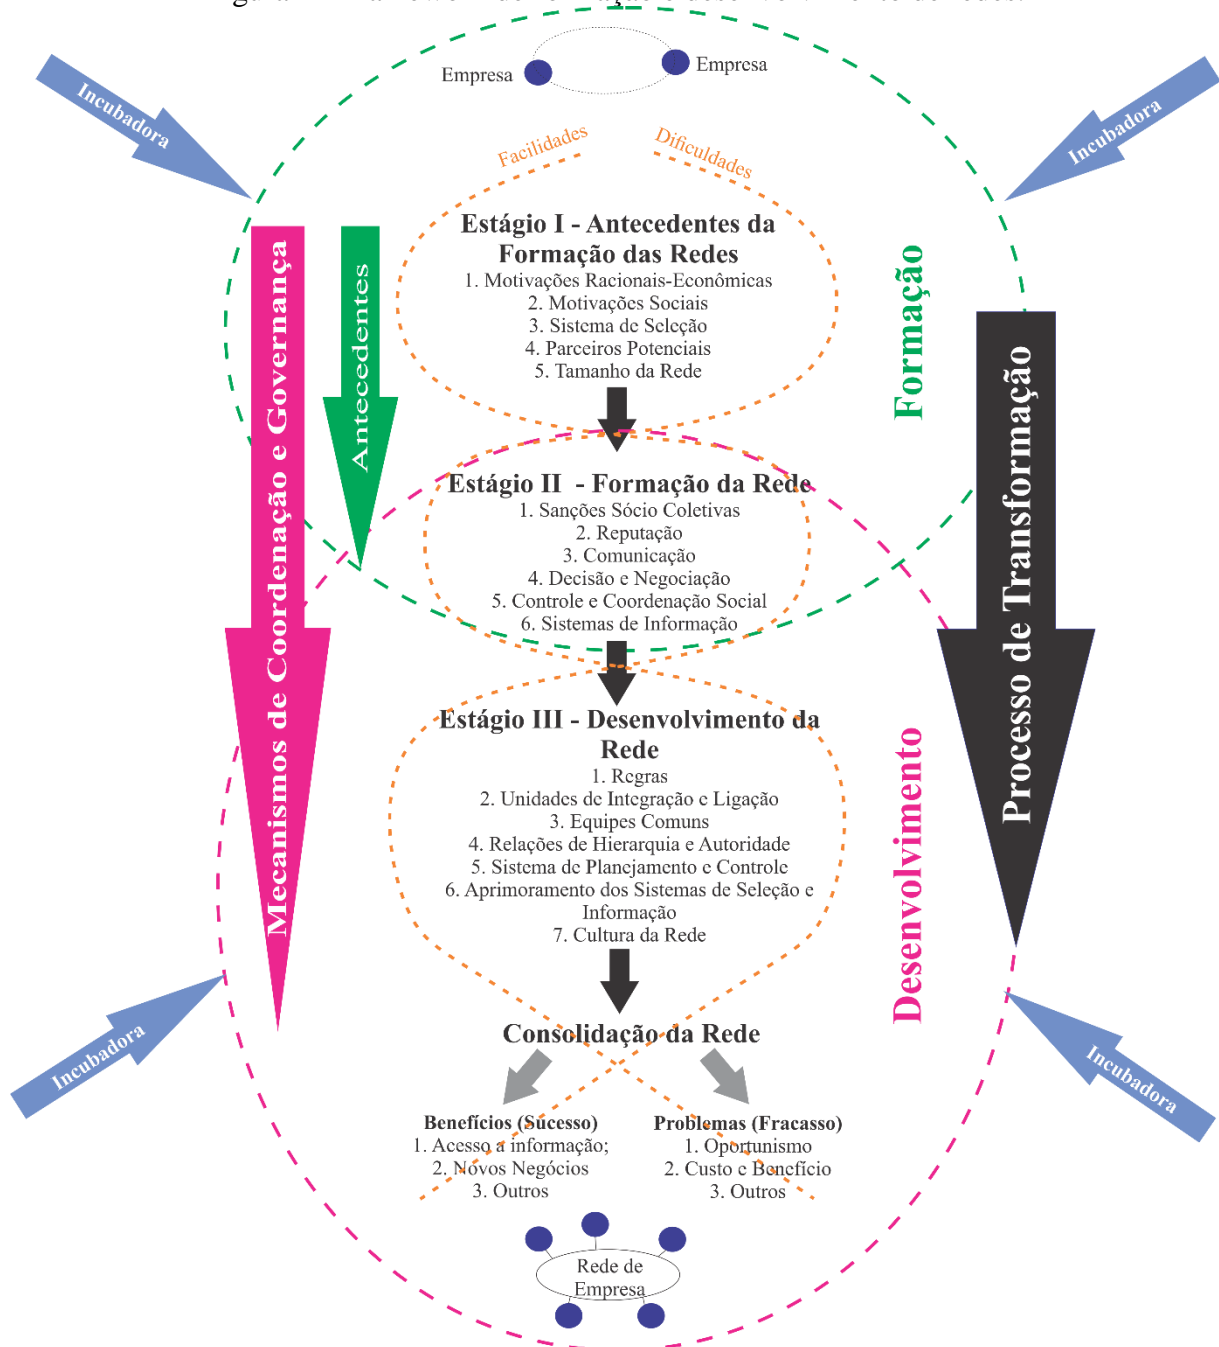 Empresa
Empresa
Incubadora
Incubadora
Facilidades
Dificuldades
Estágio I - Antecedentes da
Formação das Redes
1. Motivações Racionais-Econômicas
2. Motivações Sociais
3. Sistema de Seleção
4. Parceiros Potenciais
5. Tamanho da Rede
Mecanismos de Coordenação e Governança
Antecedentes
Formação
Processo de Transformação
Estágio II - Formação da Rede
1. Sanções Sócio Coletivas
2. Reputação
3. Comunicação
4. Decisão e Negociação
5. Controle e Coordenação Social
6. Sistemas de Informação
Estágio III - Desenvolvimento da
Rede
1. Regras
2. Unidades de Integração e Ligação
3. Equipes Comuns
4. Relações de Hierarquia e Autoridade
5. Sistema de Planejamento e Controle
6. Aprimoramento dos Sistemas de Seleção e
Informação
7. Cultura da Rede
Desenvolvimento
Incubadora
Incubadora
Consolidação da Rede
Benefícios (Sucesso)
1. Acesso a informação;
2. Novos Negócios
3. Outros
Problemas (Fracasso)
1. Oportunismo
2. Custo e Benefício
3. Outros
Rede de
Empresa